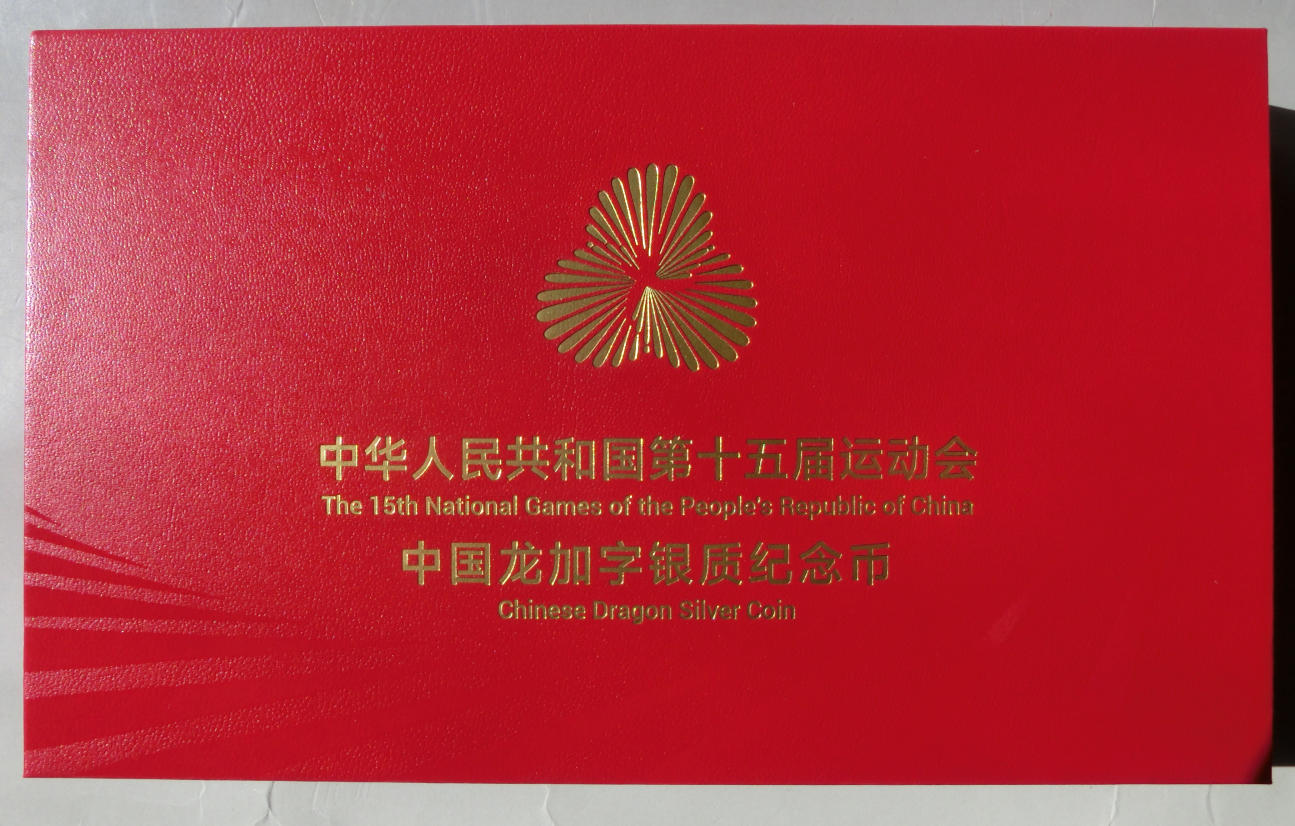 中华人民共和国第十五届运动会
The 15th National Games of the People's Republic of China
中国龙加字银质纪念币
Chinese Dragon Silver Coin